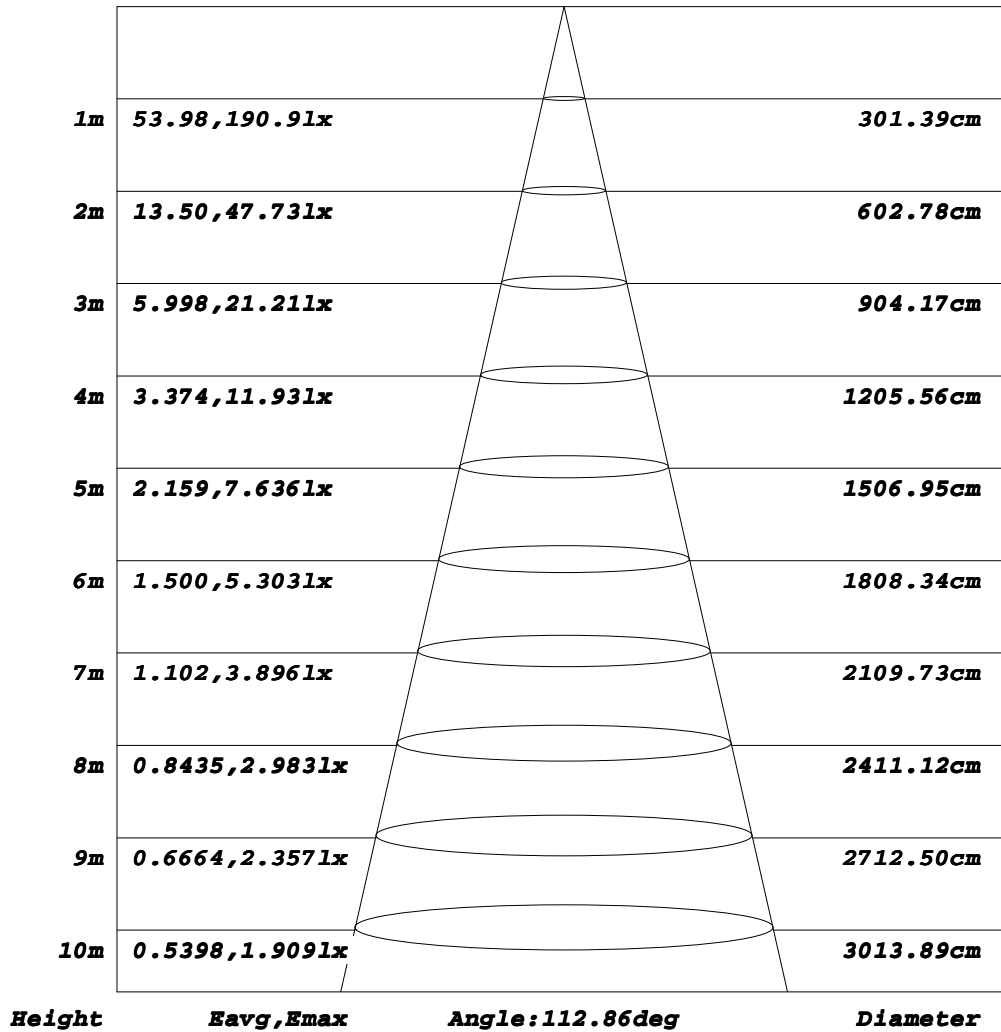 1m 53.98,190.9lx 301.39cm
2m 13.50,47.73lx 602.78cm
3m 5.998,21.21lx 904.17cm
4m 3.374,11.93lx 1205.56cm
5m 2.159,7.636lx 1506.95cm
6m 1.500,5.303lx 1808.34cm
7m 1.102,3.896lx 2109.73cm
8m 0.8435,2.983lx 2411.12cm
9m 0.6664,2.357lx 2712.50cm
10m 0.5398,1.909lx 3013.89cm
Height Eavg,Emax Angle:112.86deg Diameter